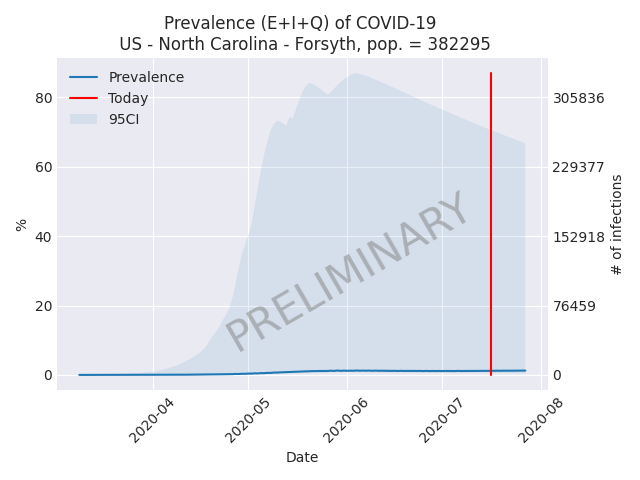 Prevalence (E+I+Q) of COVID-19
US - North Carolina - Forsyth, pop. = 382295
Prevalence
Today
95CI
80
60
40
20
0
%
305836
229377
152918
76459
0
# of infections
PRELIMINARY
2020-04
2020-05
2020-06
2020-07
2020-08
Date